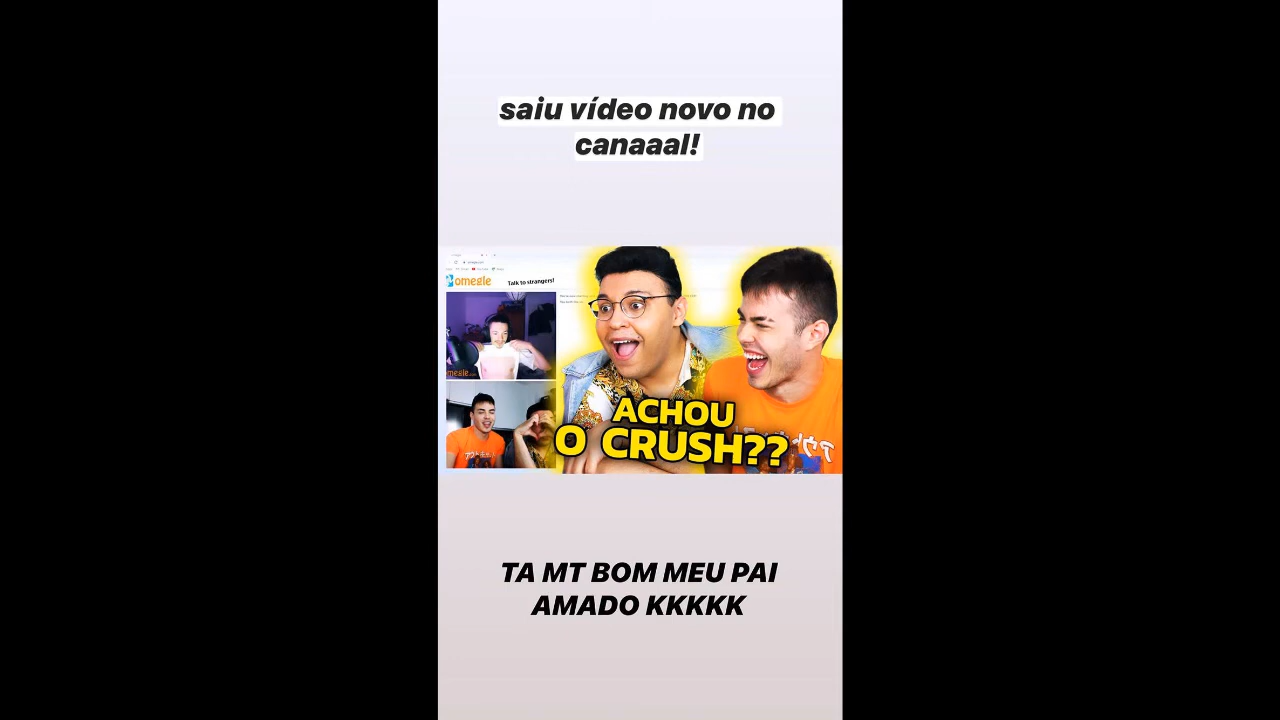 saiu vídeo novo no
canaaal!
omegle
Talk to strangers!
ACHOU
O CRUSH??
TA MT BOM MEU PAI
AMADO KKKKK